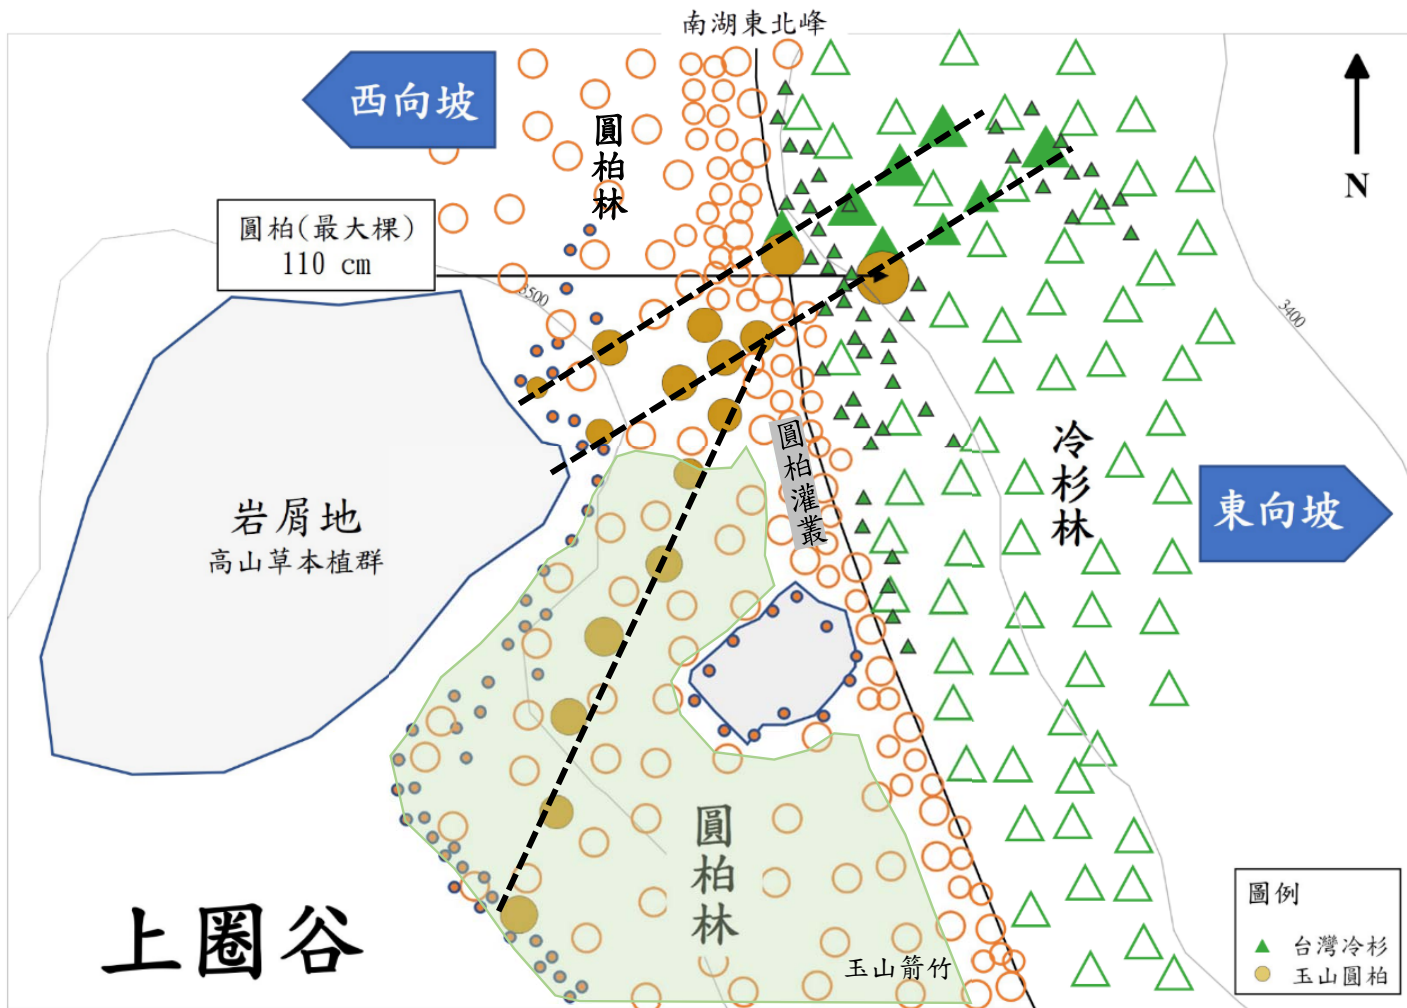 南湖東北峰
西向坡
圓柏林
N
圓柏(最大棵)
110 cm
3500
3400
岩屑地
高山草本植群
圓柏灌叢
冷杉林
東向坡
圓柏林
玉山箭竹
上圈谷
圖例
台灣冷杉
玉山圓柏